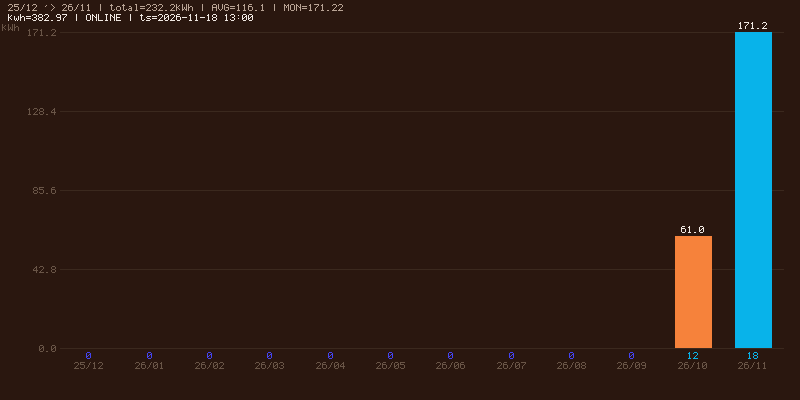 25/12 -> 26/11 | total=232.2kWh | AVG=116.1 | MON=171.22
Kwh=382.97 | ONLINE | ts=2026-11-18 13:00
kWh
171.2
171.2
128.4
85.6
61.0
42.8
0.0
0 0 0 0 0 0 0 0 0 0 12 18
25/12 26/01 26/02 26/03 26/04 26/05 26/06 26/07 26/08 26/09 26/10 26/11